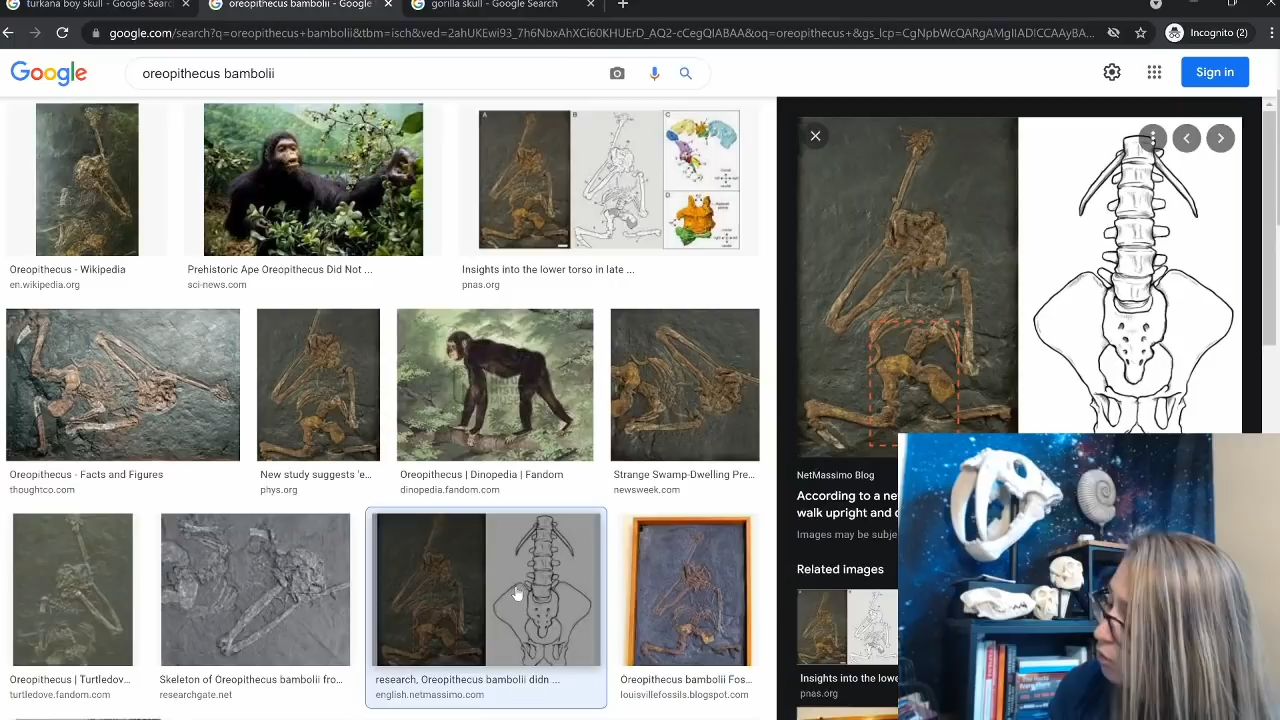 turkana boy skull - Google Search
oreopithecus bambolii - Google
gorilla skull - Google Search
google.com/search?q=oreopithecus+bambolii&tbm=isch&ved=2ahUKEwi93_7h6NbxAhXCi60KHUErD_AQ2-cCegQIABAA&oq=oreopithecus+&gs_lcp=CgNpbWcQARgAMgIIADICCAAyBA...
Incognito (2)
Google
oreopithecus bambolii
Sign in
A
B
C
D
Oreopithecus - Wikipedia
en.wikipedia.org
Prehistoric Ape Oreopithecus Did Not ...
sci-news.com
Insights into the lower torso in late ...
pnas.org
Oreopithecus - Facts and Figures
thoughtco.com
New study suggests 'e...
phys.org
Oreopithecus | Dinopedia | Fandom
dinopedia.fandom.com
Strange Swamp-Dwelling Pre...
newsweek.com
Oreopithecus | Turtledov...
turtledove.fandom.com
Skeleton of Oreopithecus bambolii fro...
researchgate.net
research, Oreopithecus bambolii didn ...
english.netmassimo.com
Oreopithecus bambolii Fos...
louisvillefossils.blogspot.com
NetMassimo Blog
According to a ne
walk upright and
Images may be subje
Related images
Insights into the lowe
pnas.org